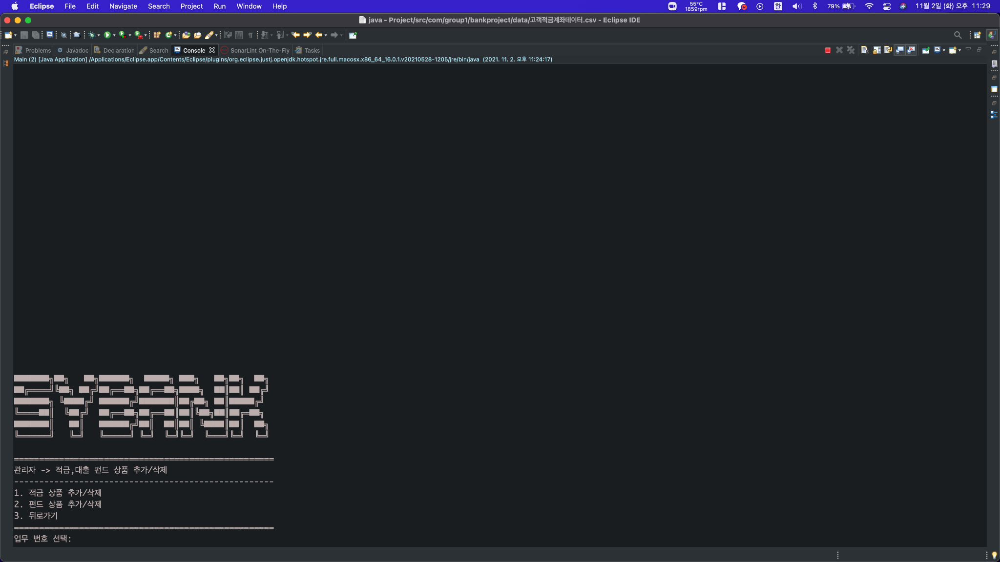 Eclipse File Edit Navigate Search Project Run Window Help 55°C 1859rpm 한 79% 11월 2일 (화) 오후 11:29
java - Project/src/com/group1/bankproject/data/고객적금계좌데이터.csv - Eclipse IDE
Problems @ Javadoc Declaration Search Console SonarLint On-The-Fly Tasks
Main (2) [Java Application] /Applications/Eclipse.app/Contents/Eclipse/plugins/org.eclipse.justj.openjdk.hotspot.jre.full.macosx.x86_64_16.0.1.v20210528-1205/jre/bin/java (2021. 11. 2. 오후 11:24:17)
SYBANK
관리자 -> 적금,대출 펀드 상품 추가/삭제
1. 적금 상품 추가/삭제
2. 펀드 상품 추가/삭제
3. 뒤로가기
업무 번호 선택: